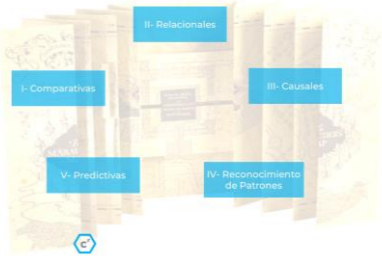 II- Relacionales
I- Comparativas
III- Causales
V- Predictivas
IV- Reconocimiento
de Patrones